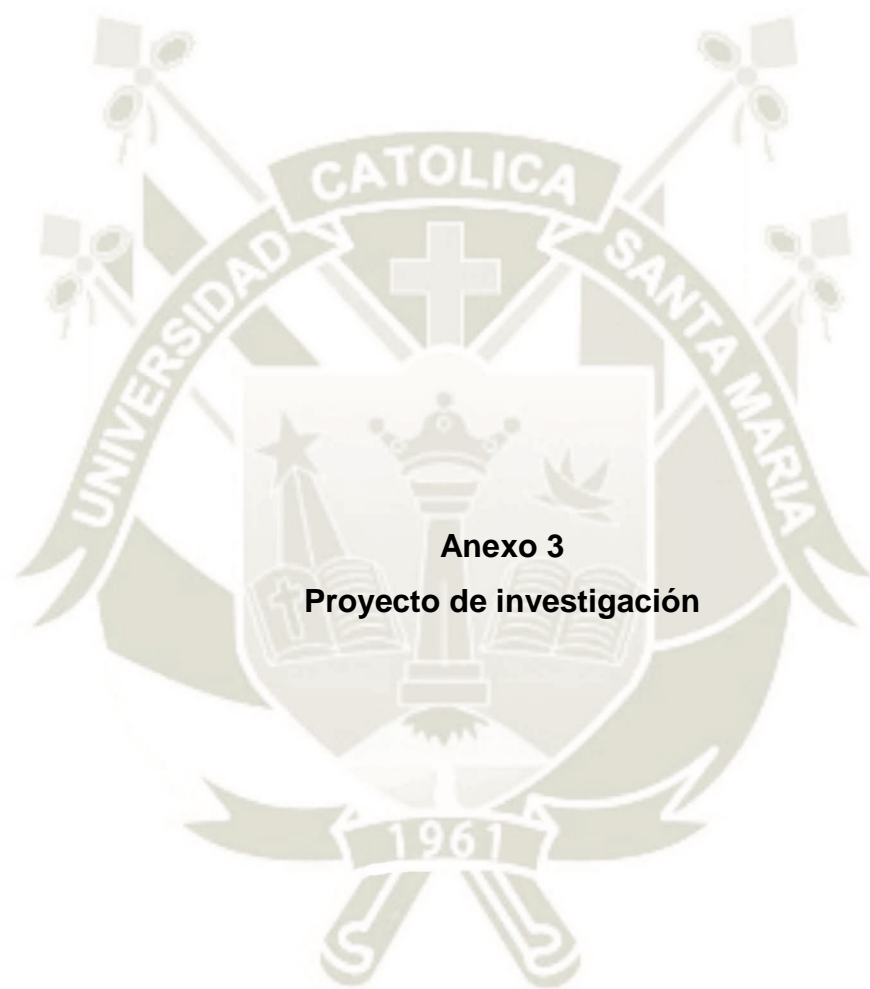 CATOLICA
UNIVERSIDAD
SANTA MARIA
Anexo 3
Proyecto de investigación
1961